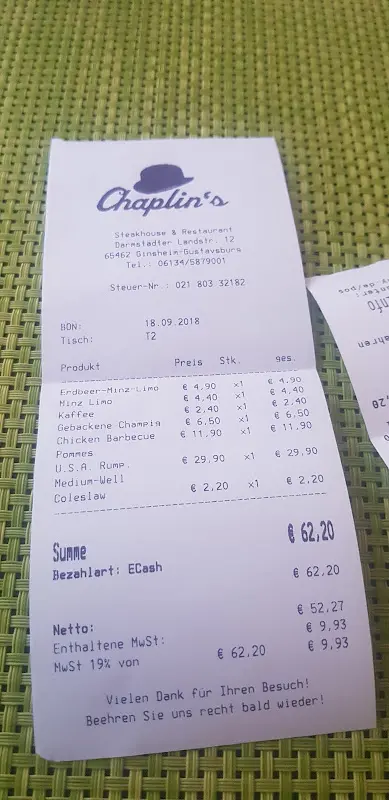 Chaplin's
Steakhouse & Restaurant
Darmstädter Landstr. 12
65462 Ginsheim-Gustavsburg
Tel.: 06134/5879001
Steuer-Nr.: 021 803 32182
BON: 18.09.2018
Tisch: T2
Produkt Preis Stk. ges.
Erdbeer-Minz-Limo € 4,90 x1 € 4,90
Minz Limo € 4,40 x1 € 4,40
Kaffee € 2,40 x1 € 2,40
Gebackene Champig € 6,50 x1 € 6,50
Chicken Barbecue € 11,90 x1 € 11,90
Pommes
U.S.A. Rump. € 29,90 x1 € 29,90
Medium-Well
Coleslaw € 2,20 x1 € 2,20
Summe € 62,20
Bezahlart: ECash € 62,20
Netto: € 52,27
Enthaltene MwSt: € 9,93
MwSt 19% von € 62,20 € 9,93
Vielen Dank für Ihren Besuch!
Beehren Sie uns recht bald wieder!